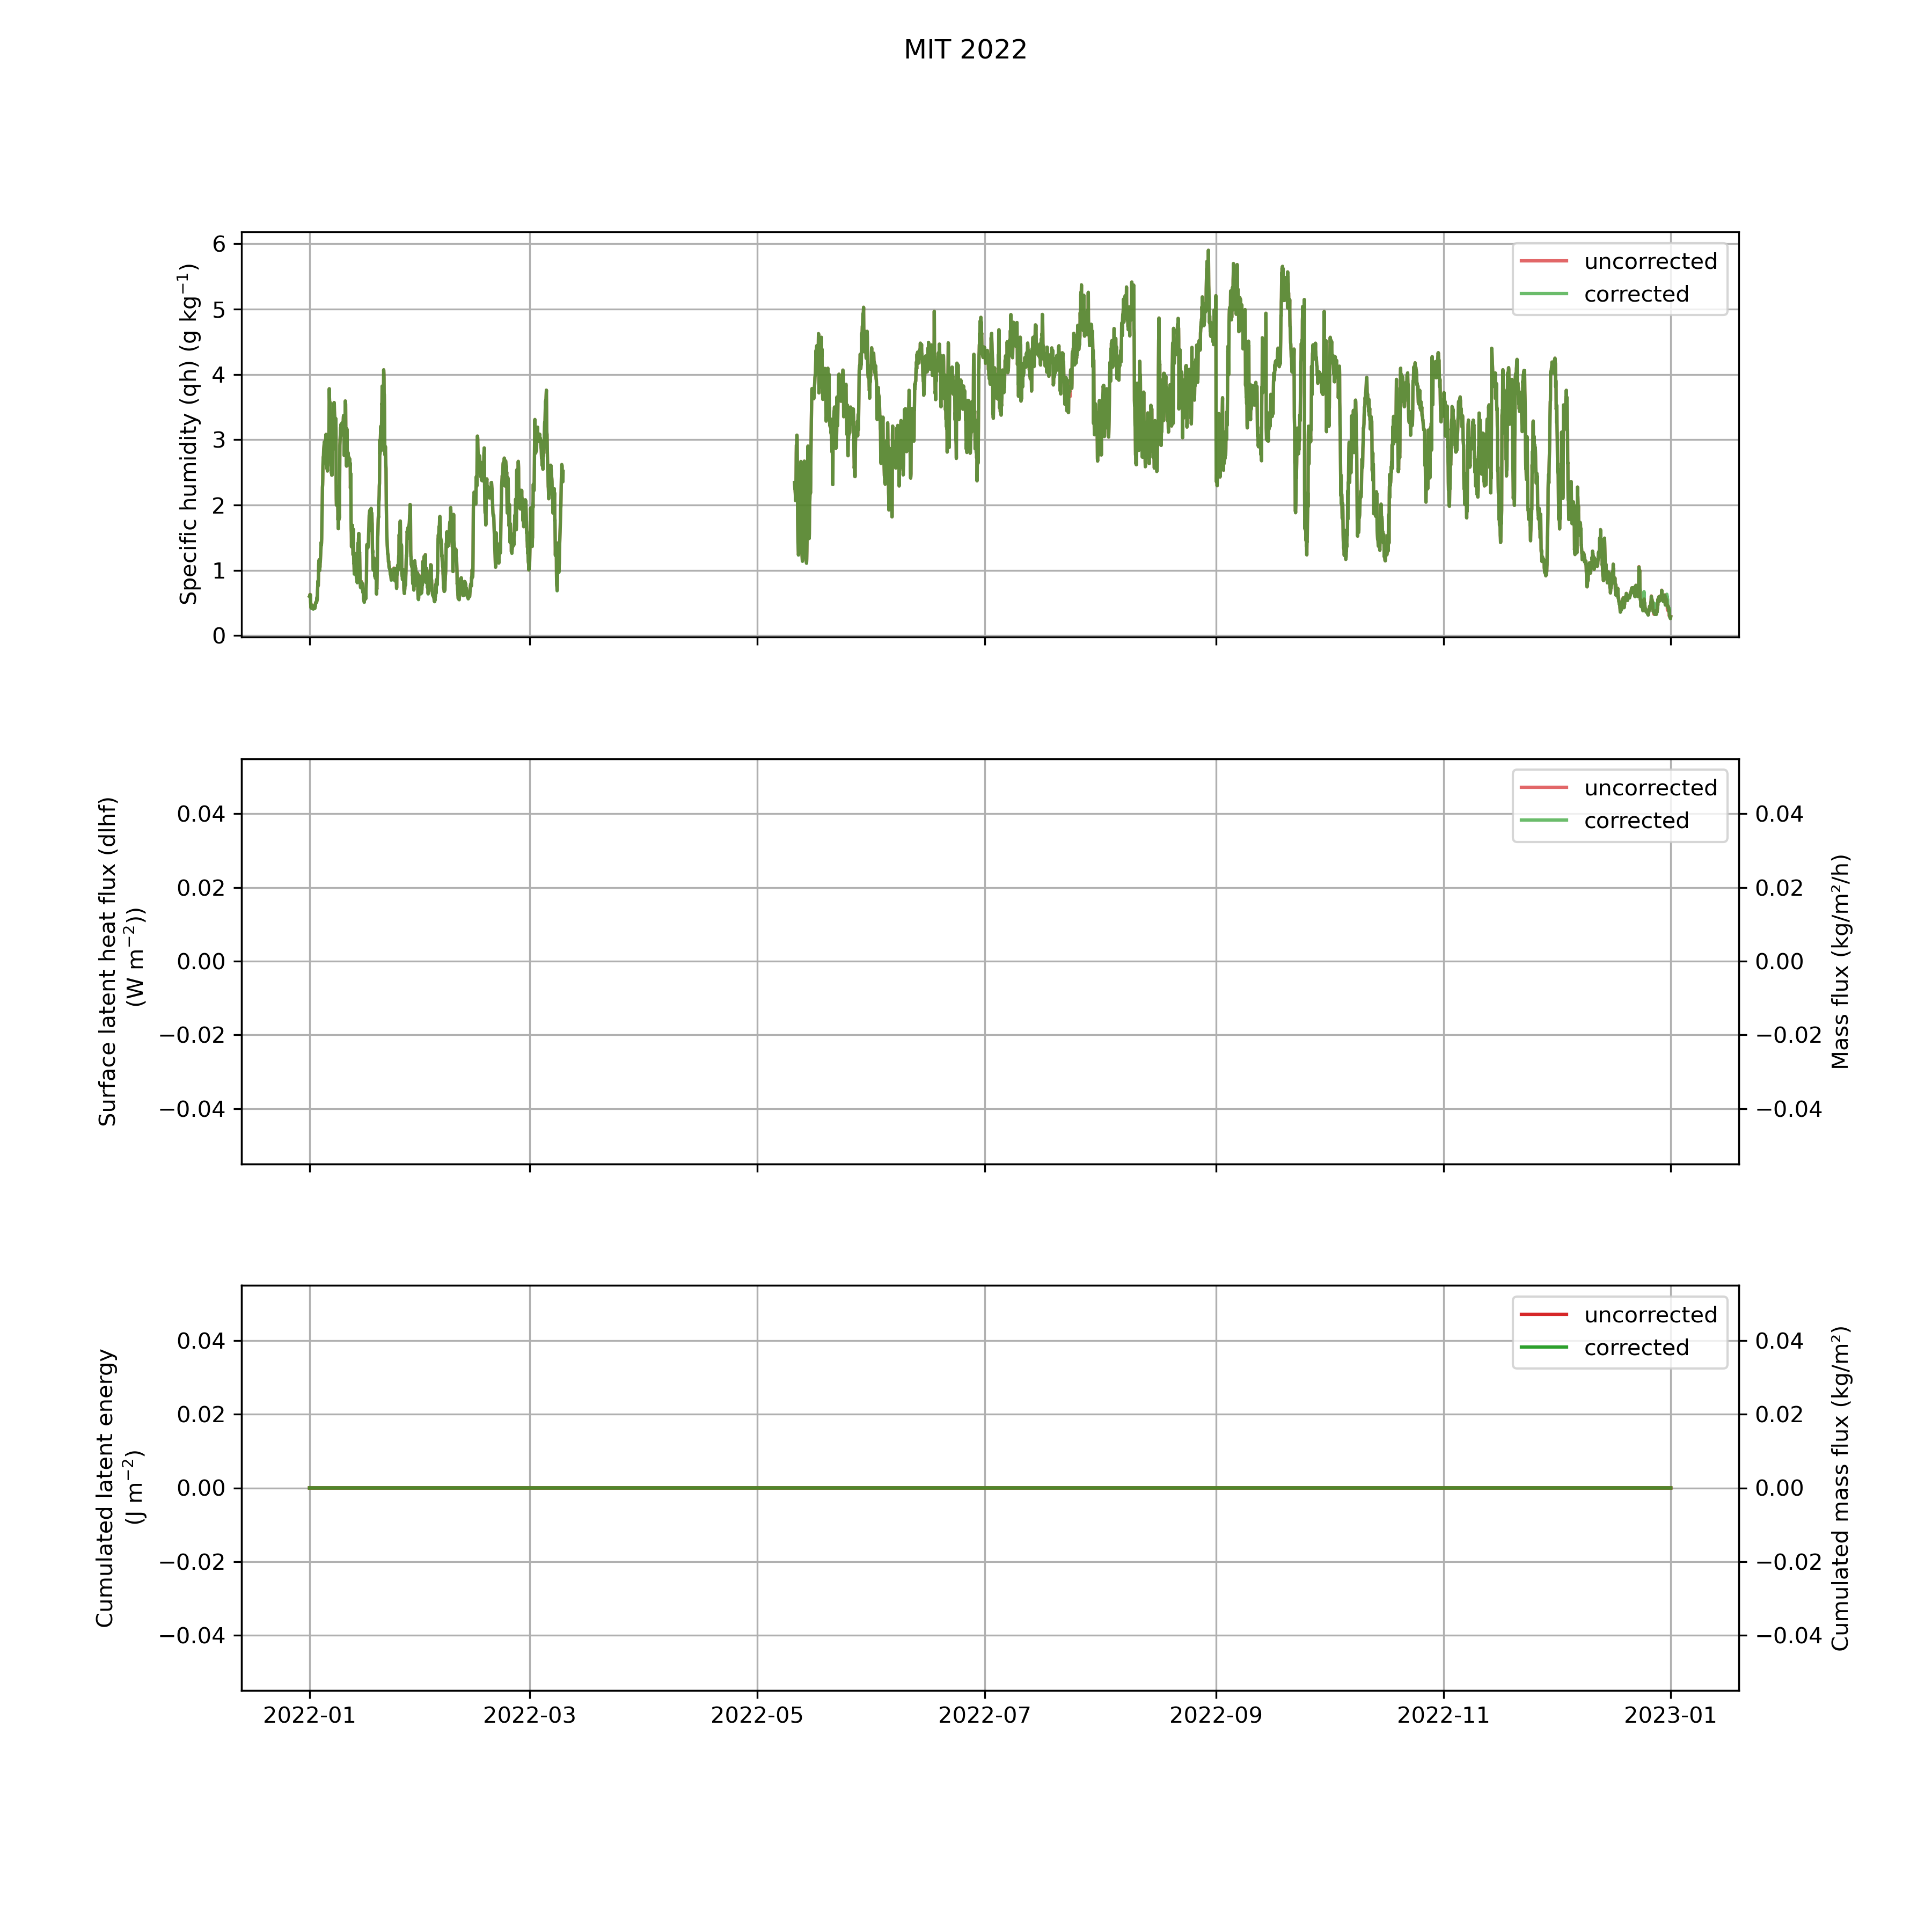 MIT 2022
Specific humidity (qh) (g kg⁻¹)
6
5
4
3
2
1
0
uncorrected
corrected
Surface latent heat flux (dlhf)
(W m⁻²))
0.04
0.02
0.00
−0.02
−0.04
uncorrected
corrected
0.04
0.02
0.00
−0.02
−0.04
Mass flux (kg/m²/h)
Cumulated latent energy
(J m⁻²)
0.04
0.02
0.00
−0.02
−0.04
uncorrected
corrected
0.04
0.02
0.00
−0.02
−0.04
Cumulated mass flux (kg/m²)
2022-01 2022-03 2022-05 2022-07 2022-09 2022-11 2023-01